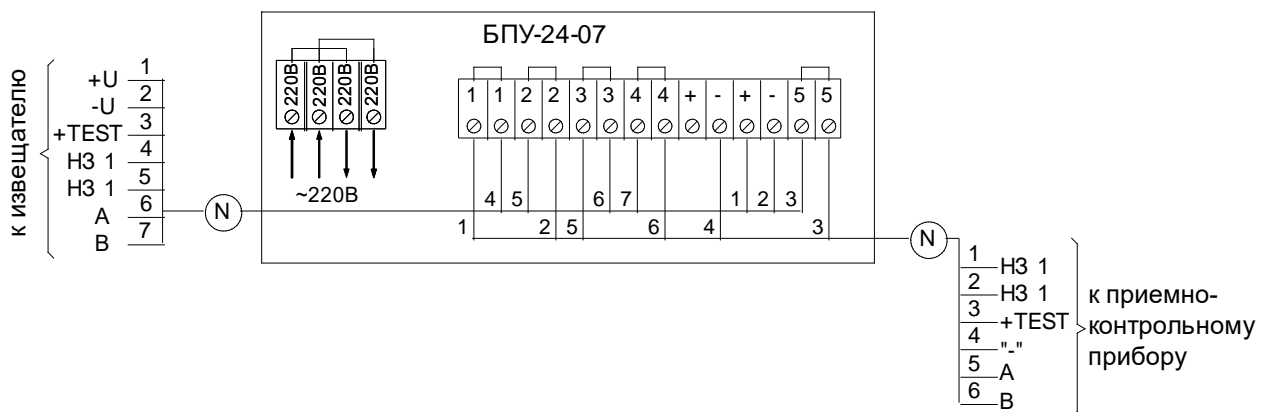 БПУ-24-07
220В 220В 220В 220В
~220В
1 1 2 2 3 3 4 4 + - + - 5 5
4 5 6 7 1 2 3
1 2 5 6 4 3
к извещателю
+U 1
-U 2
+TEST 3
НЗ 1 4
НЗ 1 5
A 6
B 7
N
N
1 НЗ 1
2 НЗ 1
3 +TEST
4 "-"
5 A
6 B
к приемно-
контрольному
прибору